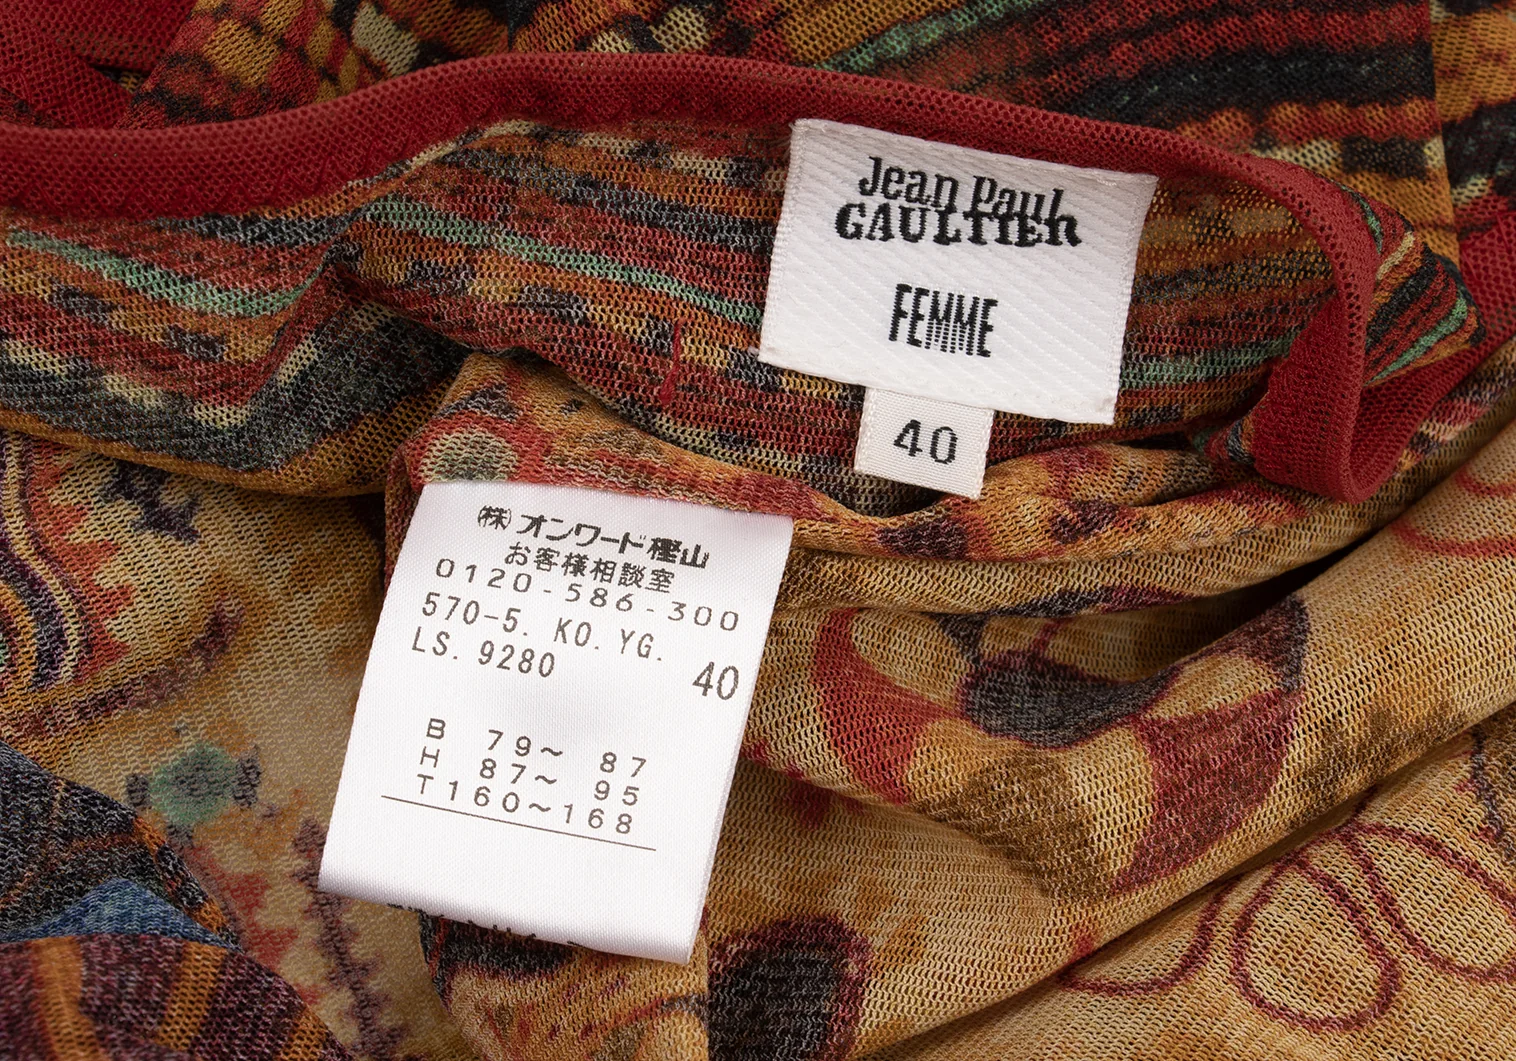 Jean Paul
GAULTIER
FEMME
40
(株)オンワード樫山
お客様相談室
0120-586-300
570-5. KO. YG.
LS. 9280
40
B 79~ 87
H 87~ 95
T160~168